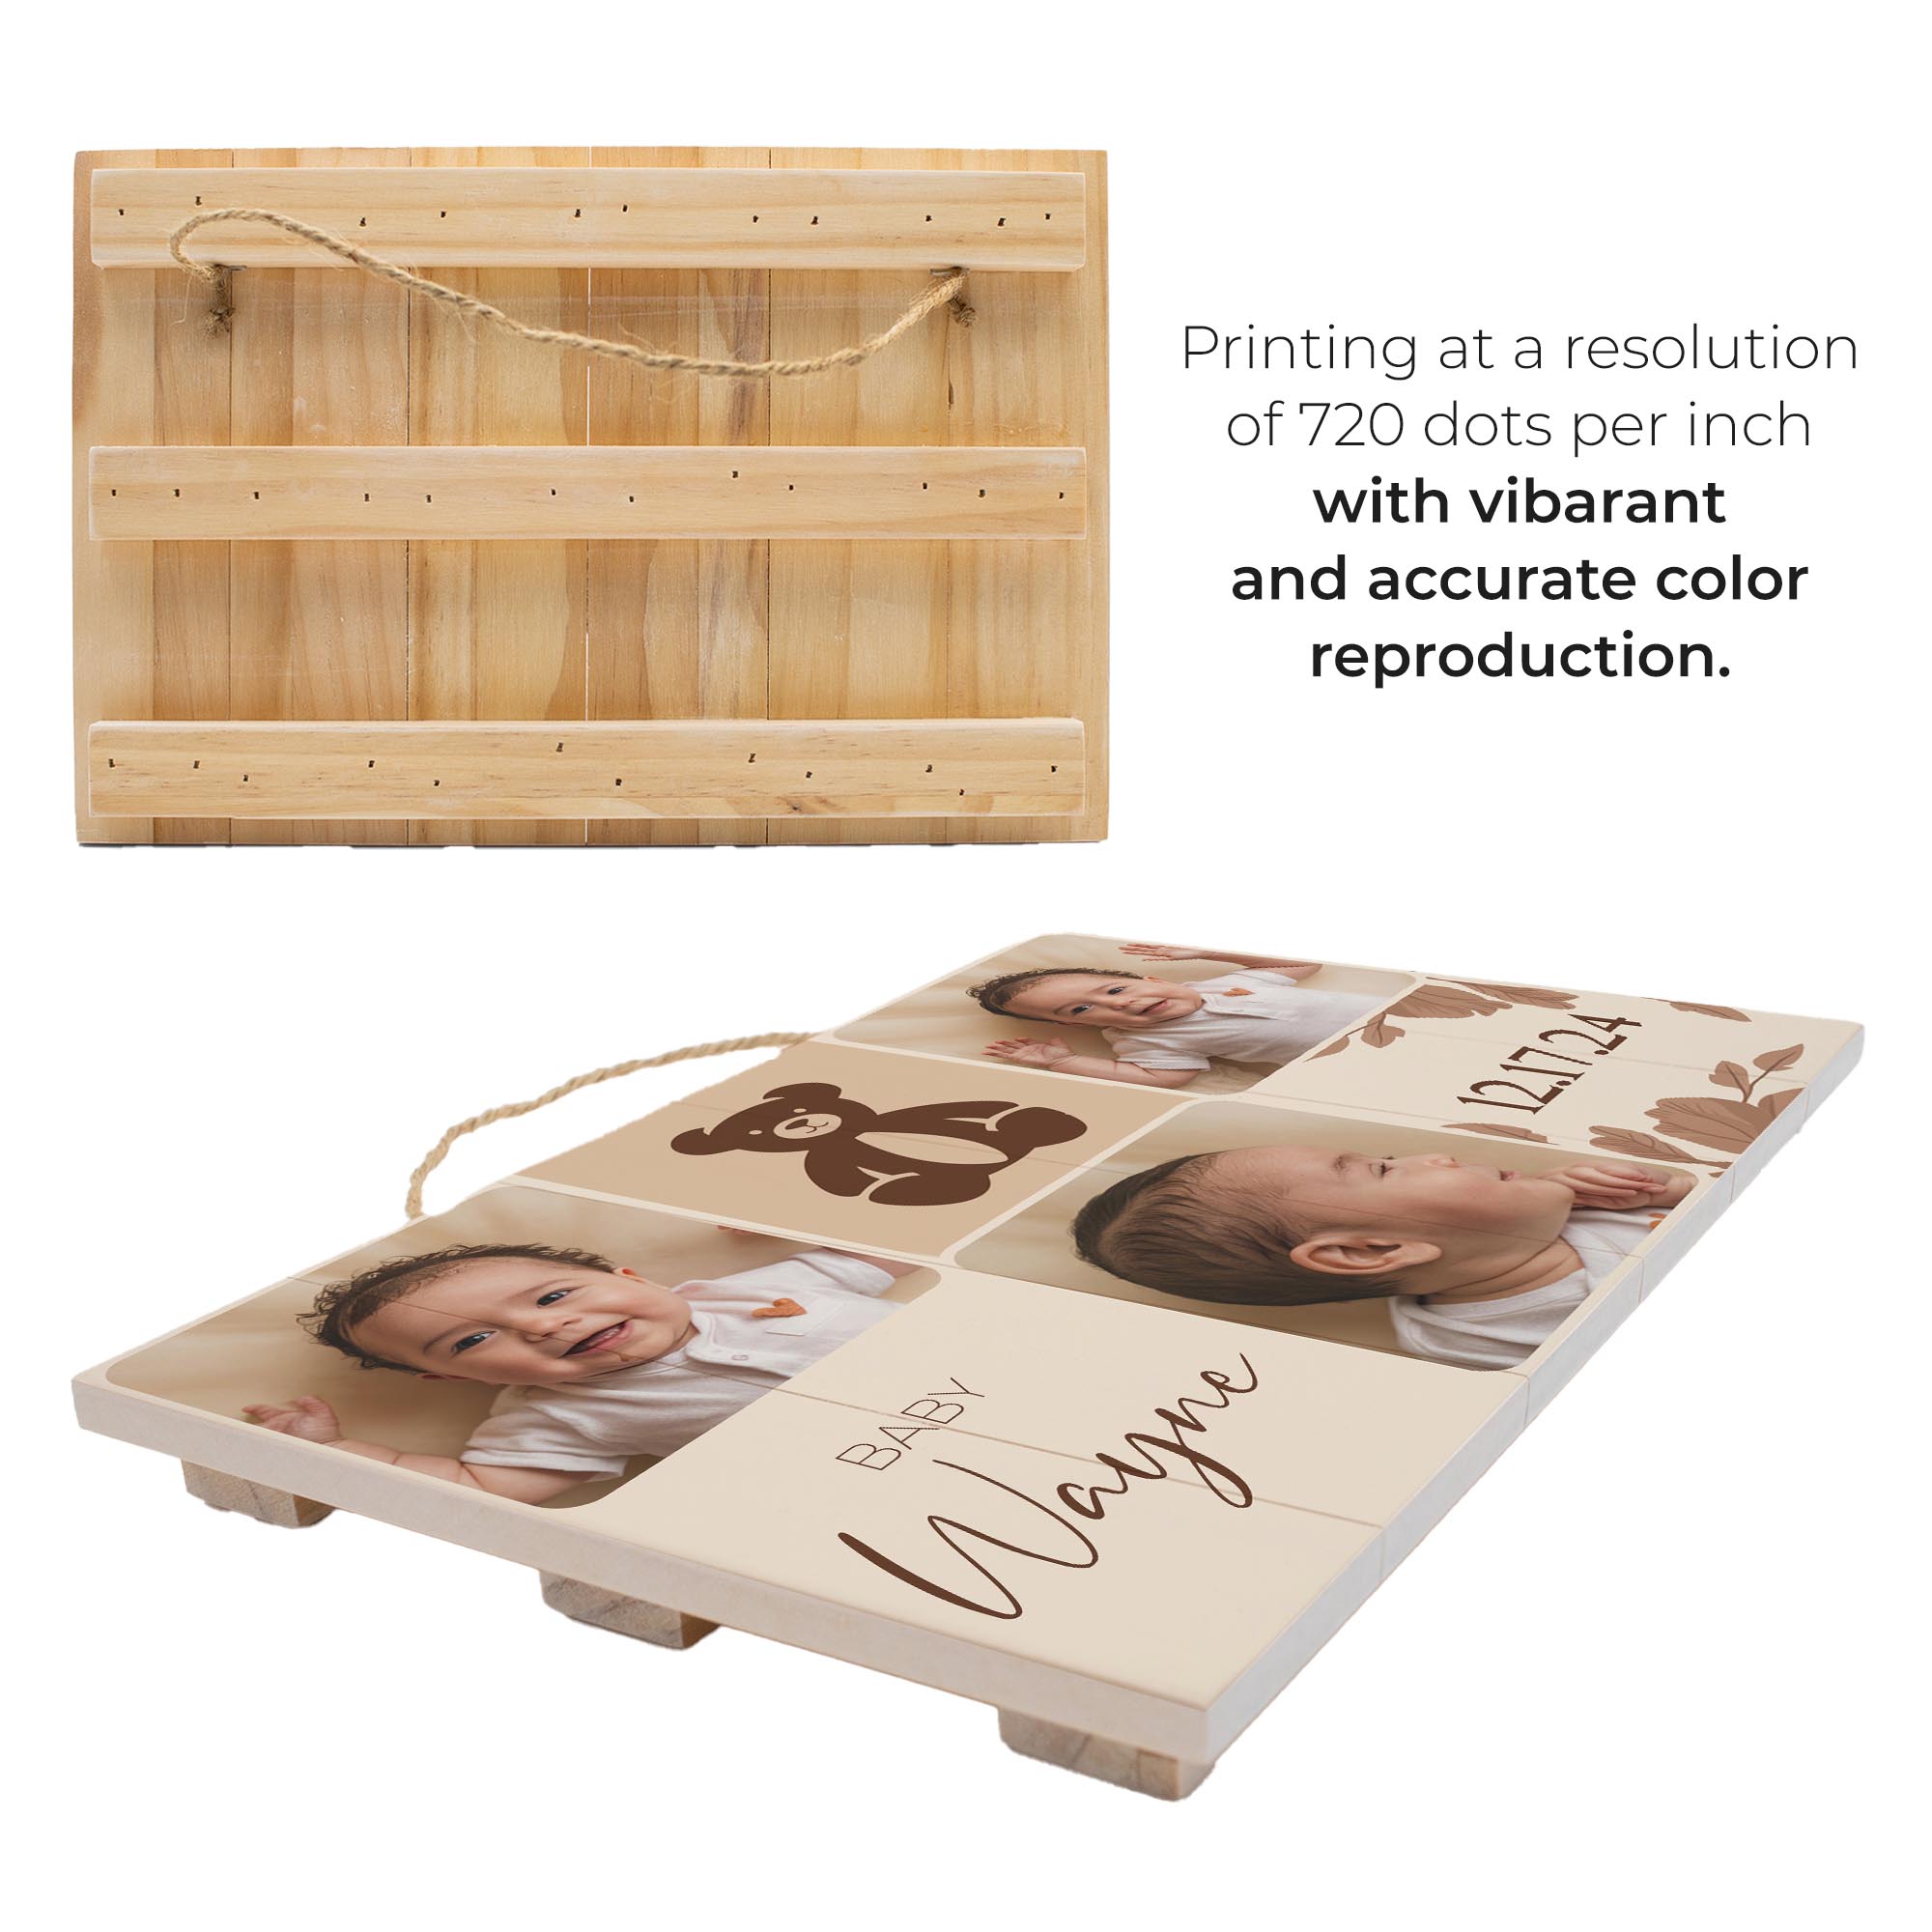 Printing at a resolution
of 720 dots per inch
with vibarant
and accurate color
reproduction.
12.17.24
BABY
Wayne